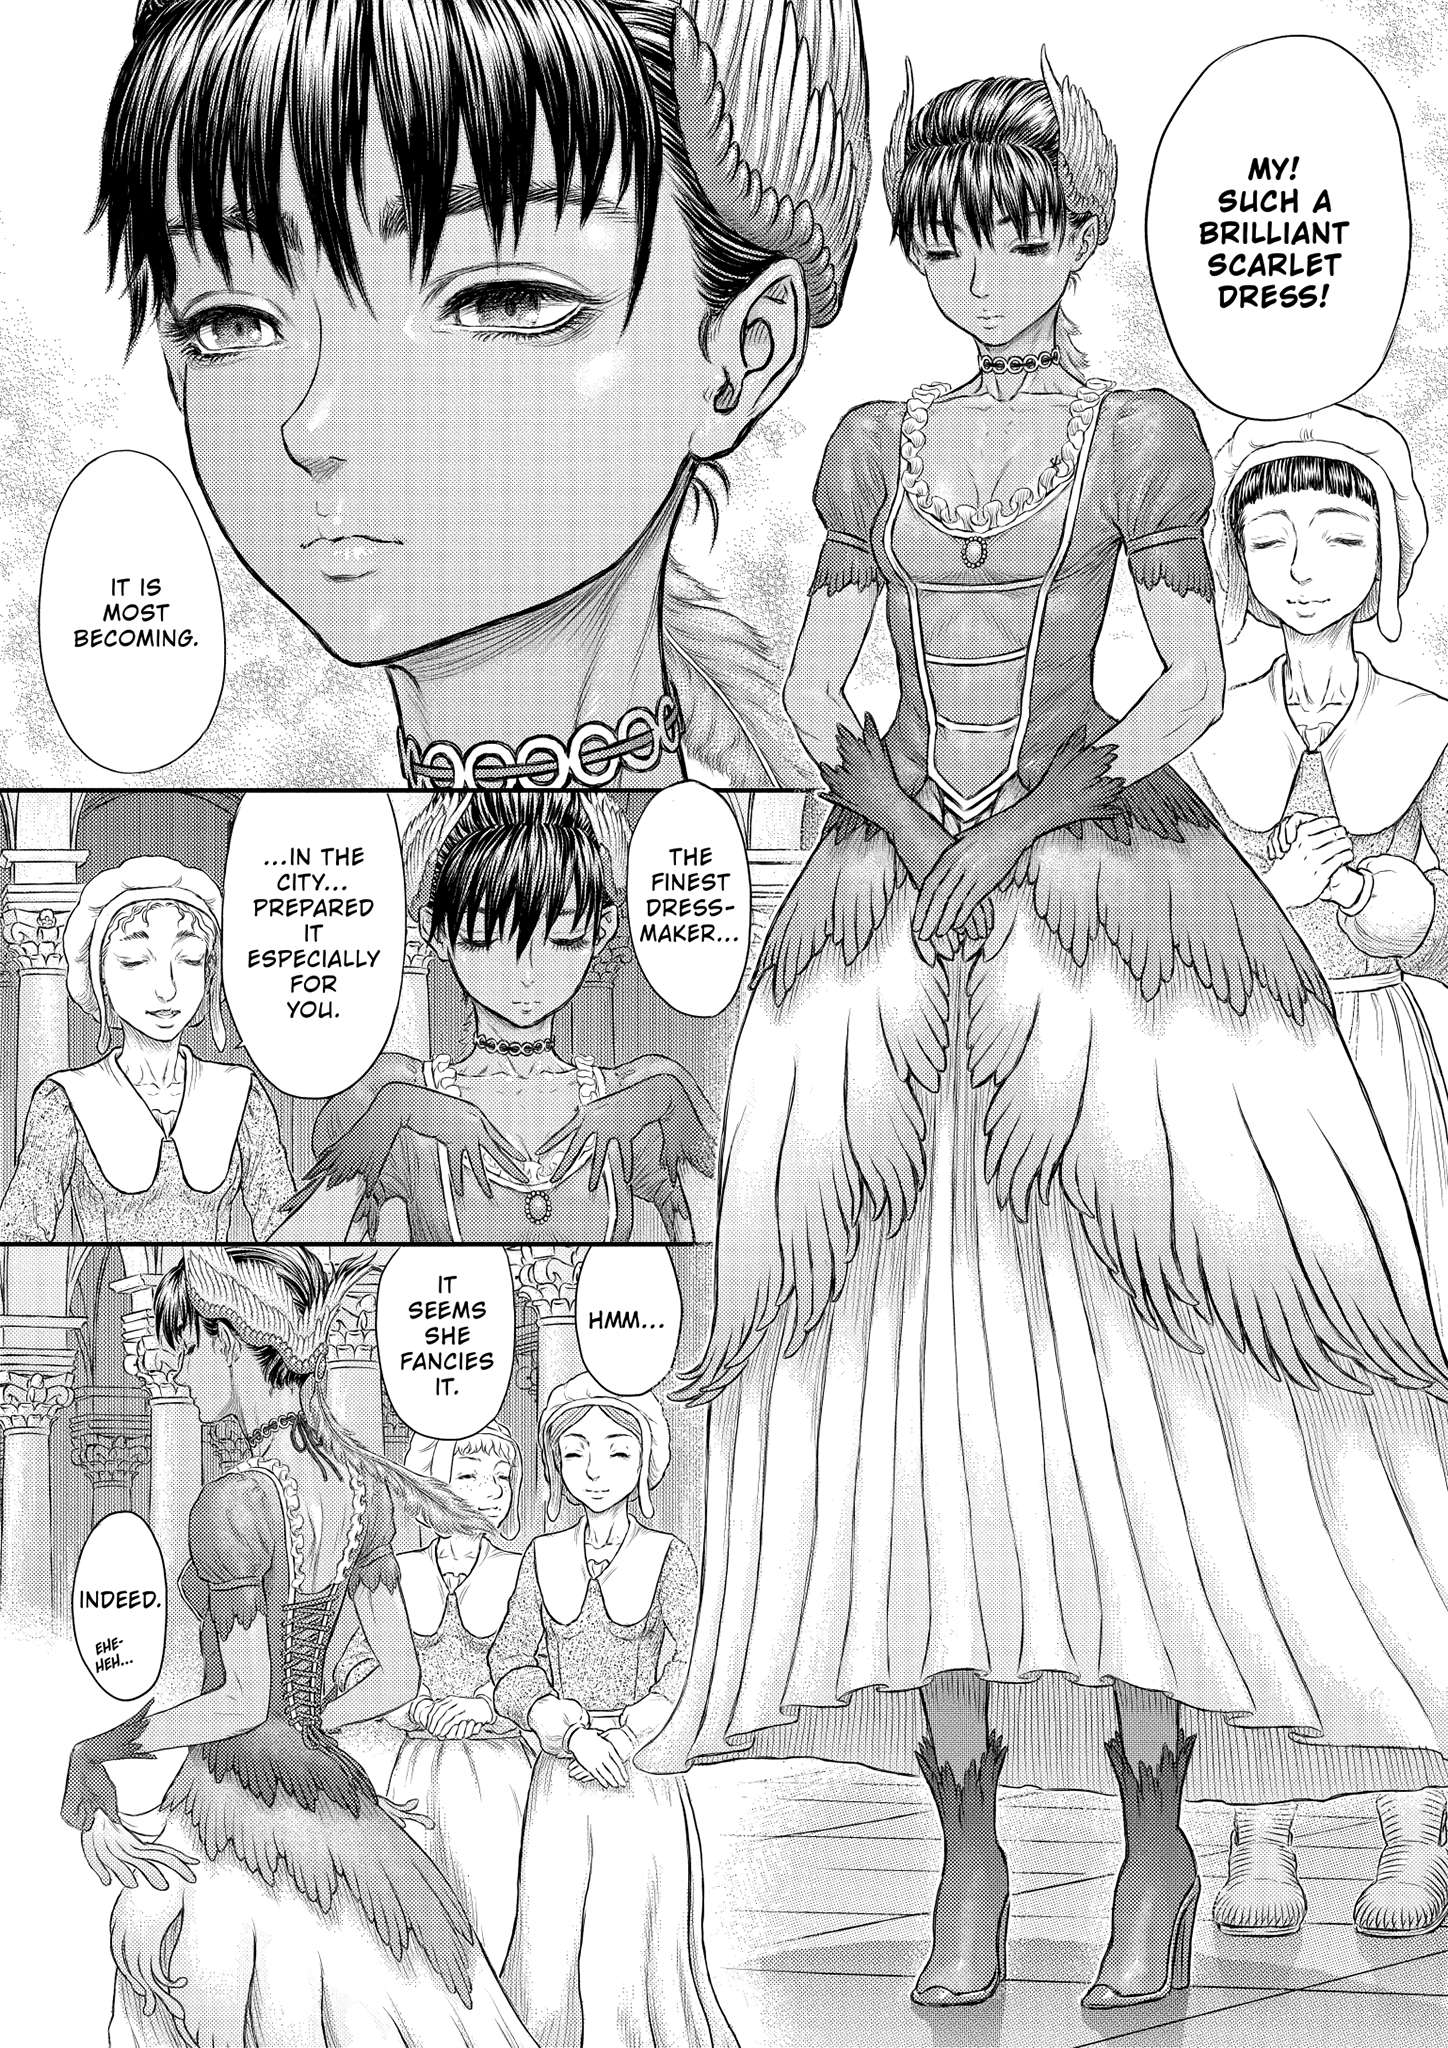 MY!
SUCH A
BRILLIANT
SCARLET
DRESS!
IT IS
MOST
BECOMING.
THE
FINEST
DRESS-
MAKER...
...IN THE
CITY...
PREPARED
IT
ESPECIALLY
FOR
YOU.
HMM...
IT
SEEMS
SHE
FANCIES
IT.
INDEED.
EHE-
HEH...